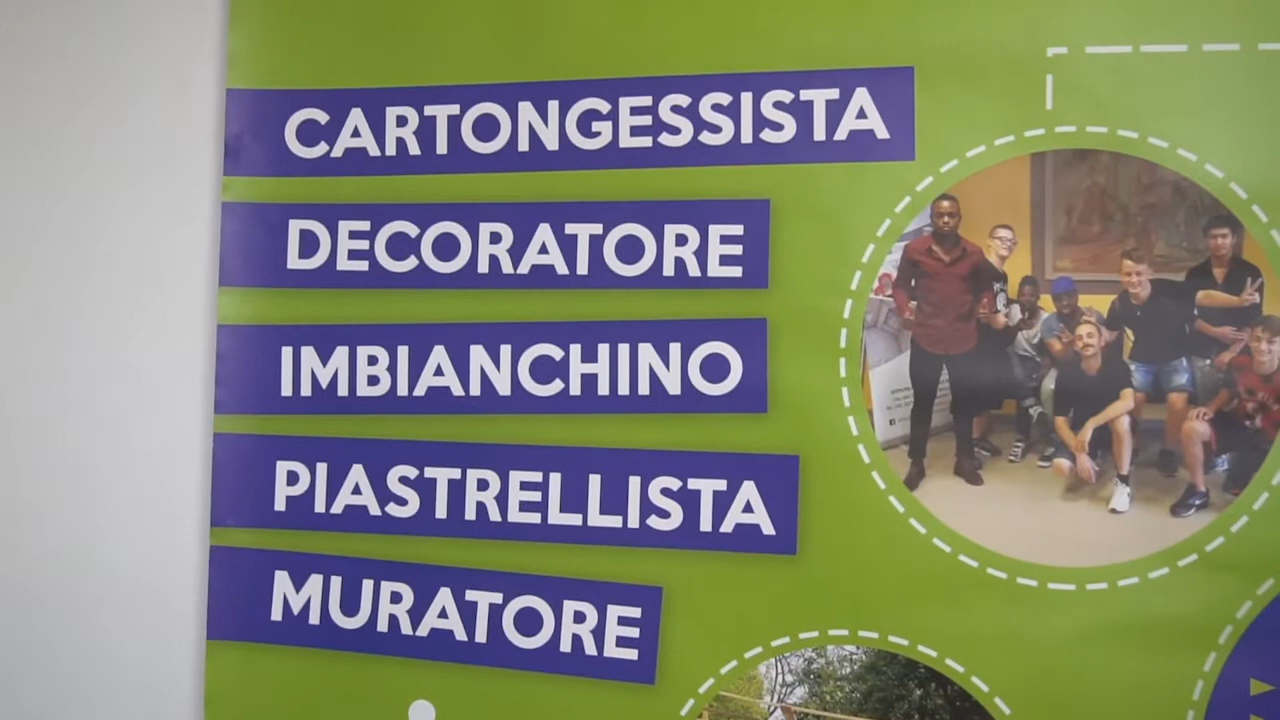 CARTONGESSISTA
DECORATORE
IMBIANCHINO
PIASTRELLISTA
MURATORE